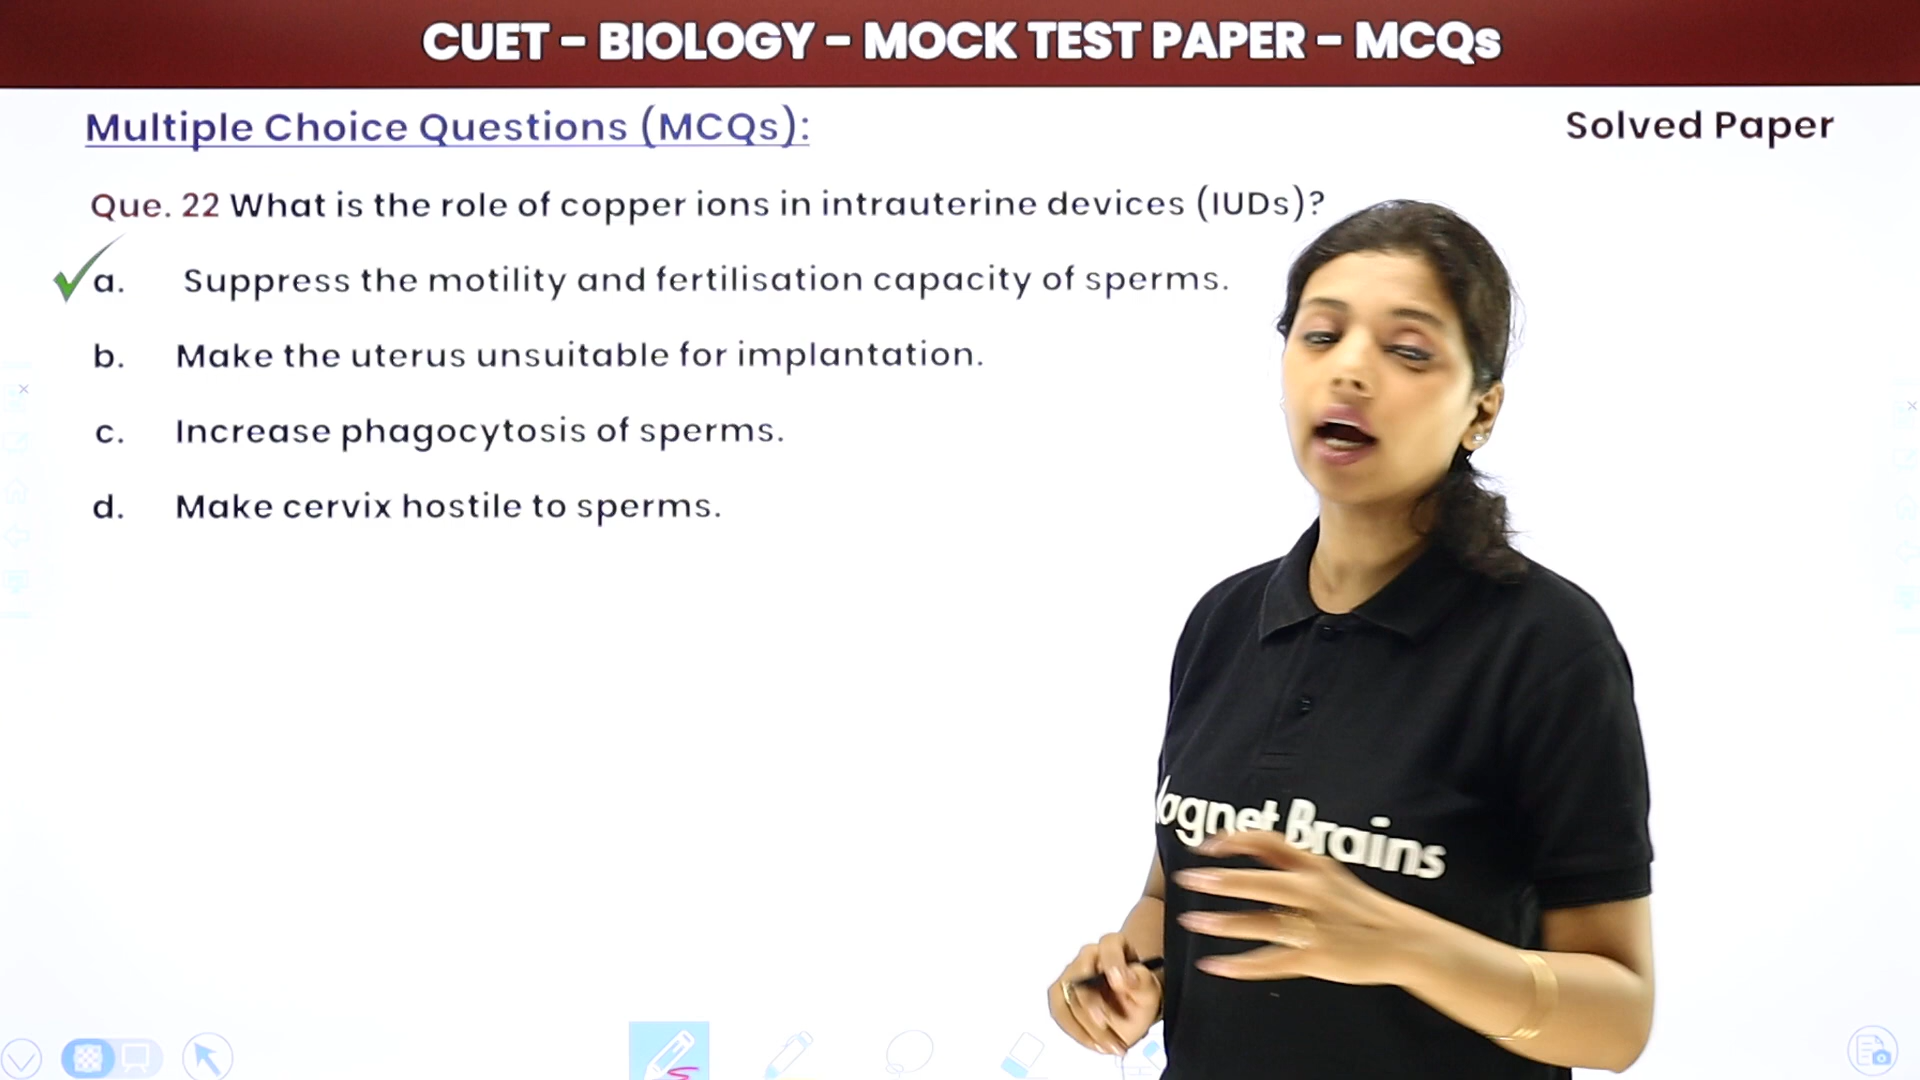 CUET - BIOLOGY - MOCK TEST PAPER - MCQs
Multiple Choice Questions (MCQs):
Solved Paper
Que. 22 What is the role of copper ions in intrauterine devices (IUDs)?
a. Suppress the motility and fertilisation capacity of sperms.
b. Make the uterus unsuitable for implantation.
c. Increase phagocytosis of sperms.
d. Make cervix hostile to sperms.
Brains